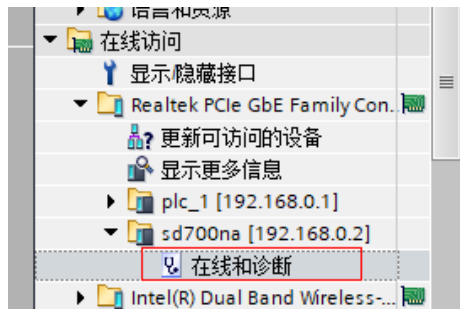 语言和资源
在线访问
显示/隐藏接口
Realtek PCIe GbE Family Con..
更新可访问的设备
显示更多信息
plc_1 [192.168.0.1]
sd700na [192.168.0.2]
在线和诊断
Intel(R) Dual Band Wireless-...